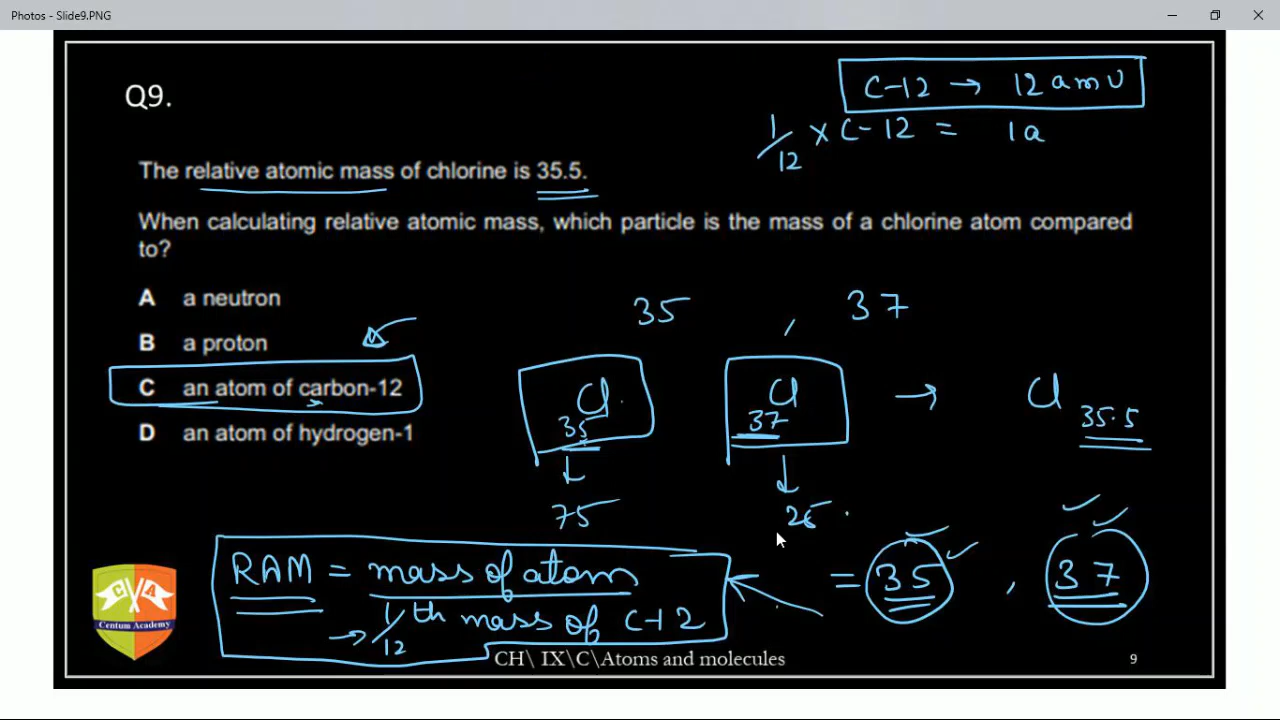 Photos - Slide9.PNG
Q9.
C-12 → 12 amu
1/12 × C-12 = 1a
The relative atomic mass of chlorine is 35.5.
When calculating relative atomic mass, which particle is the mass of a chlorine atom compared
to?
A a neutron
B a proton
C an atom of carbon-12
D an atom of hydrogen-1
35 , 37
Cl 35
Cl 37
→ Cl 35.5
75
25
RAM = mass of atom
→ 1/12 th mass of C-12
= 35 , 37
Centum Academy
CH\ IX\C\Atoms and molecules
9